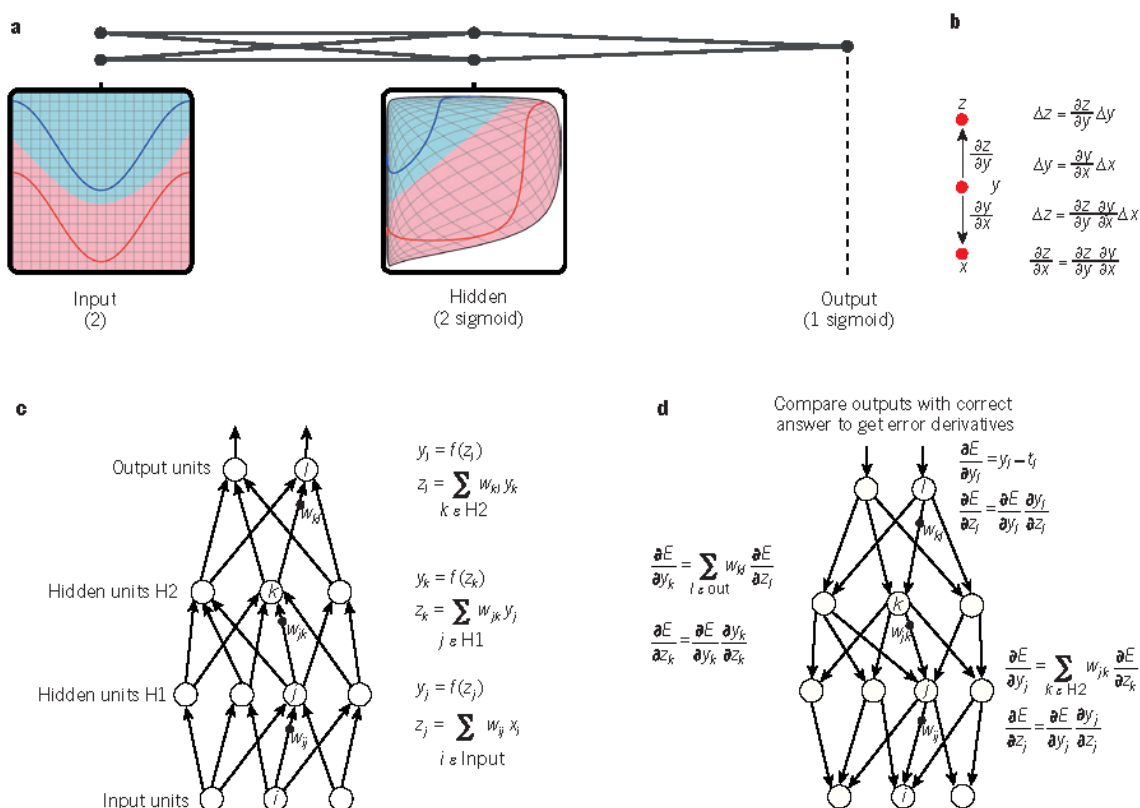 a
Input
(2)
Hidden
(2 sigmoid)
Output
(1 sigmoid)
b
z
∂z/∂y
y
∂y/∂x
x
Δz = ∂z/∂y Δy
Δy = ∂y/∂x Δx
Δz = ∂z/∂y ∂y/∂x Δx
∂z/∂x = ∂z/∂y ∂y/∂x
c
Output units
l
w_kl
y_l = f(z_l)
z_l = ∑ w_kl y_k
k ε H2
Hidden units H2
k
w_jk
y_k = f(z_k)
z_k = ∑ w_jk y_j
j ε H1
Hidden units H1
j
w_ij
y_j = f(z_j)
z_j = ∑ w_ij x_i
i ε Input
Input units
i
d
Compare outputs with correct
answer to get error derivatives
l
w_kl
∂E/∂y_l = y_l – t_l
∂E/∂z_l = ∂E/∂y_l ∂y_l/∂z_l
∂E/∂y_k = ∑ w_kl ∂E/∂z_l
l ε out
∂E/∂z_k = ∂E/∂y_k ∂y_k/∂z_k
k
w_jk
j
w_ij
∂E/∂y_j = ∑ w_jk ∂E/∂z_k
k ε H2
∂E/∂z_j = ∂E/∂y_j ∂y_j/∂z_j
i